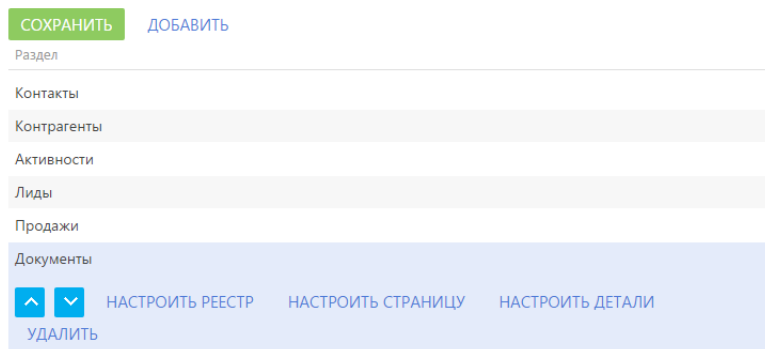 СОХРАНИТЬ ДОБАВИТЬ
Раздел
Контакты
Контрагенты
Активности
Лиды
Продажи
Документы
НАСТРОИТЬ РЕЕСТР НАСТРОИТЬ СТРАНИЦУ НАСТРОИТЬ ДЕТАЛИ
УДАЛИТЬ